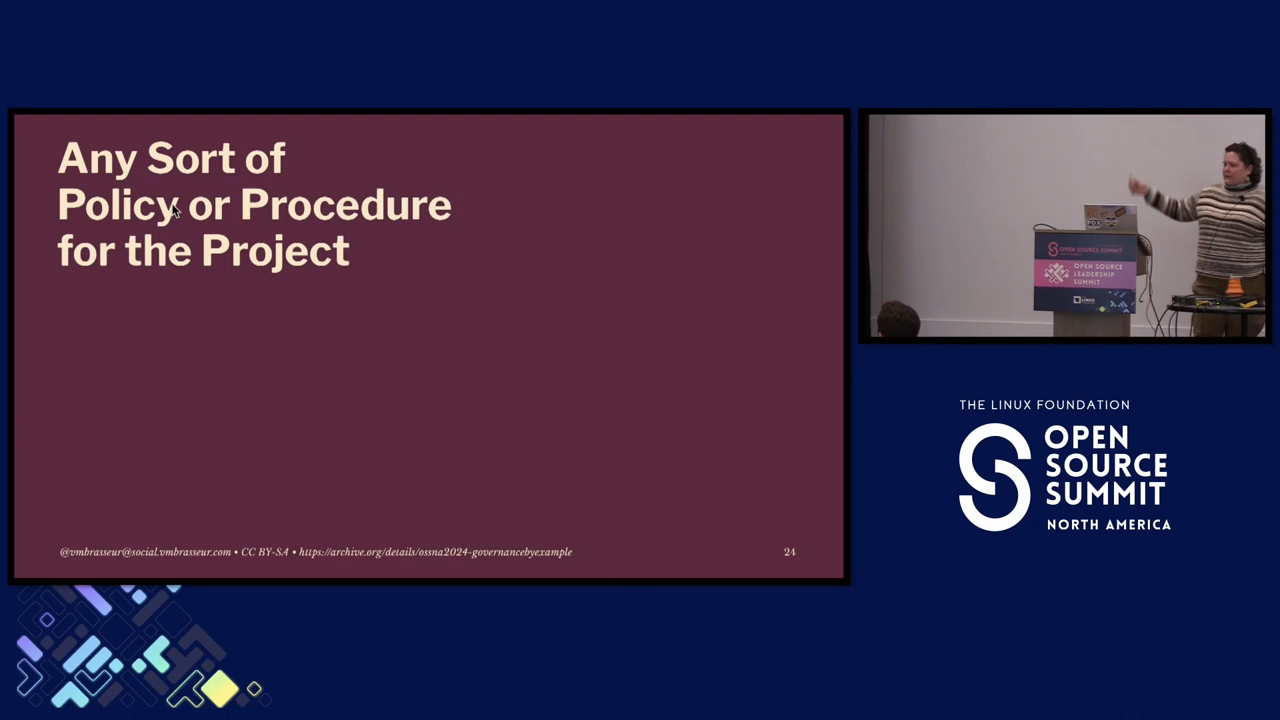 Any Sort of
Policy or Procedure
for the Project
@vmbrasseur@social.vmbrasseur.com • CC BY-SA • https://archive.org/details/ossna2024-governancebyexample
24
OPEN SOURCE SUMMIT
OPEN SOURCE
LEADERSHIP
SUMMIT
LINUX
THE LINUX FOUNDATION
OPEN
SOURCE
SUMMIT
NORTH AMERICA